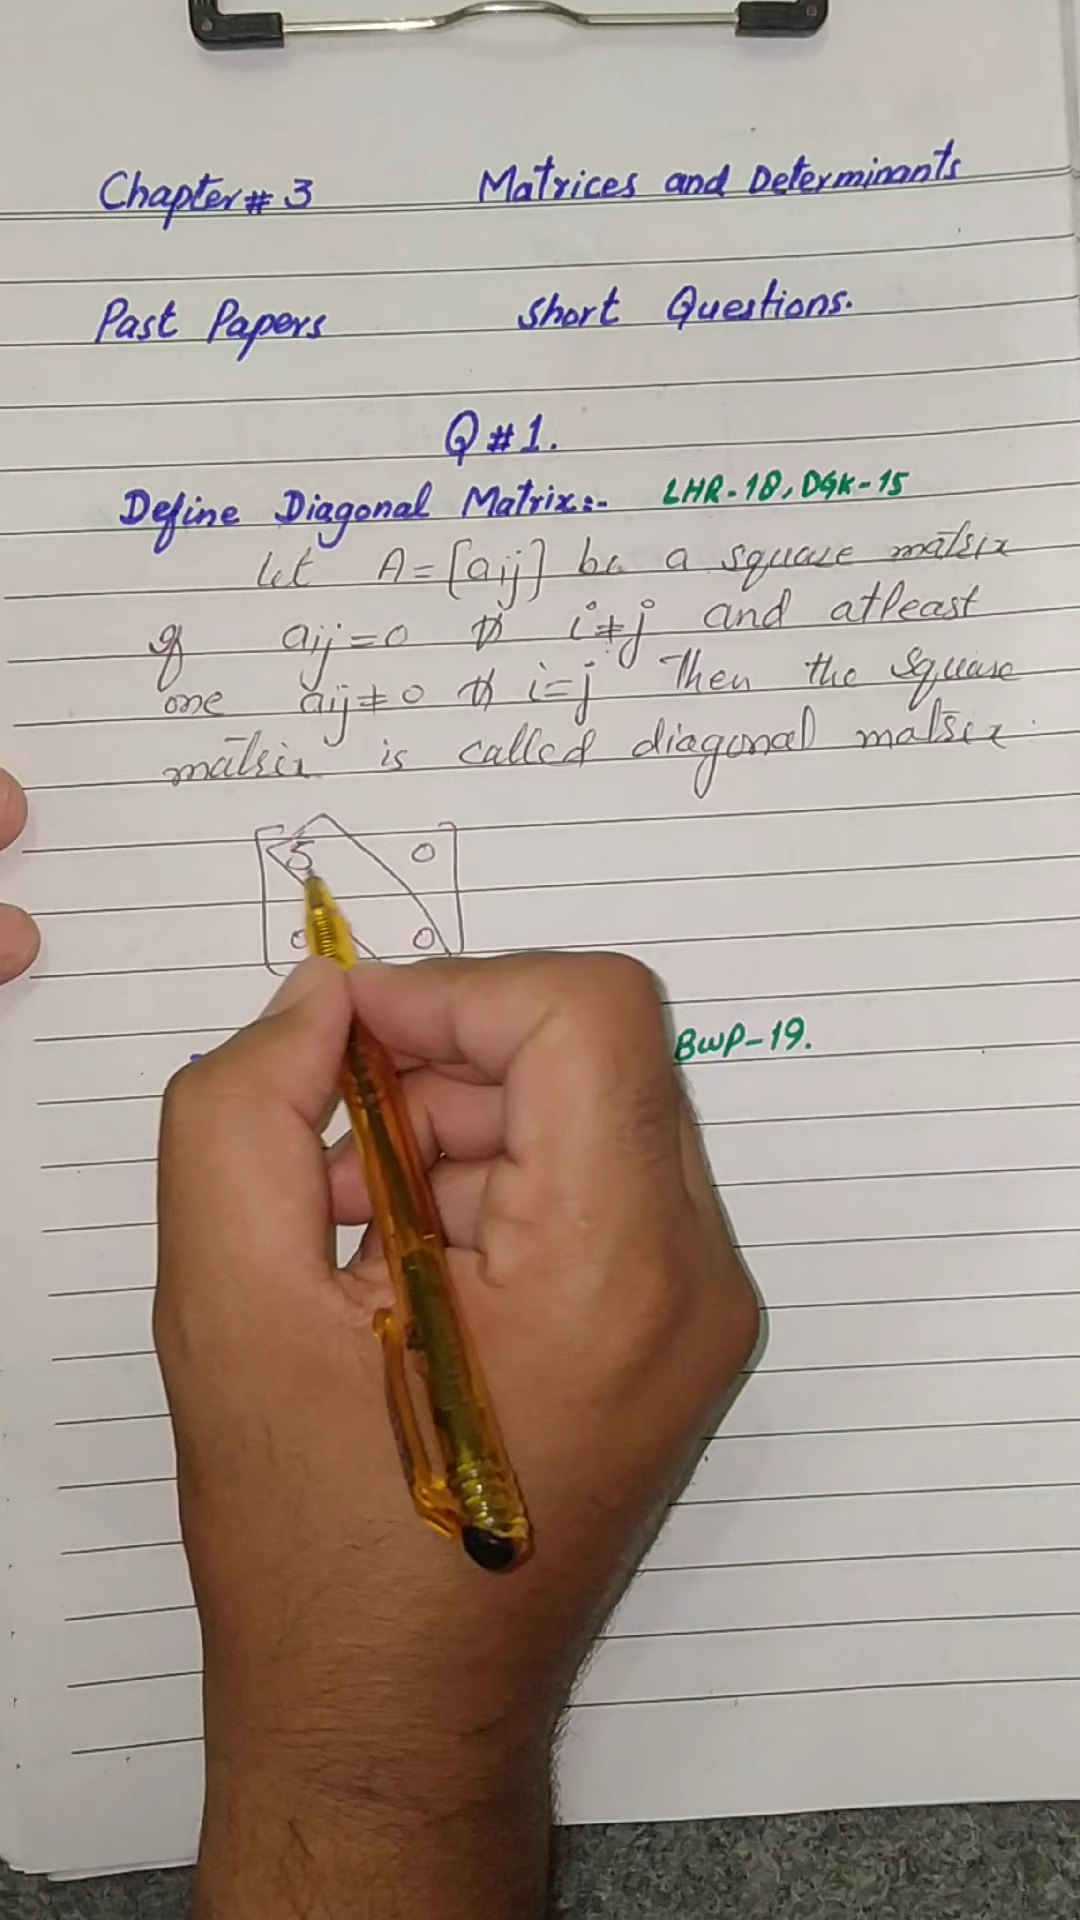 Chapter # 3 Matrices and Determinants
Past Papers Short Questions.
Q # 1.
Define Diagonal Matrix:- LHR-18, DGK-15
Let A = [aij] be a square matrix
if aij = 0 ∀ i ≠ j and atleast
one aij ≠ 0 ∀ i = j Then the square
matrix is called diagonal matrix.
5 0
0 0
BWP-19.